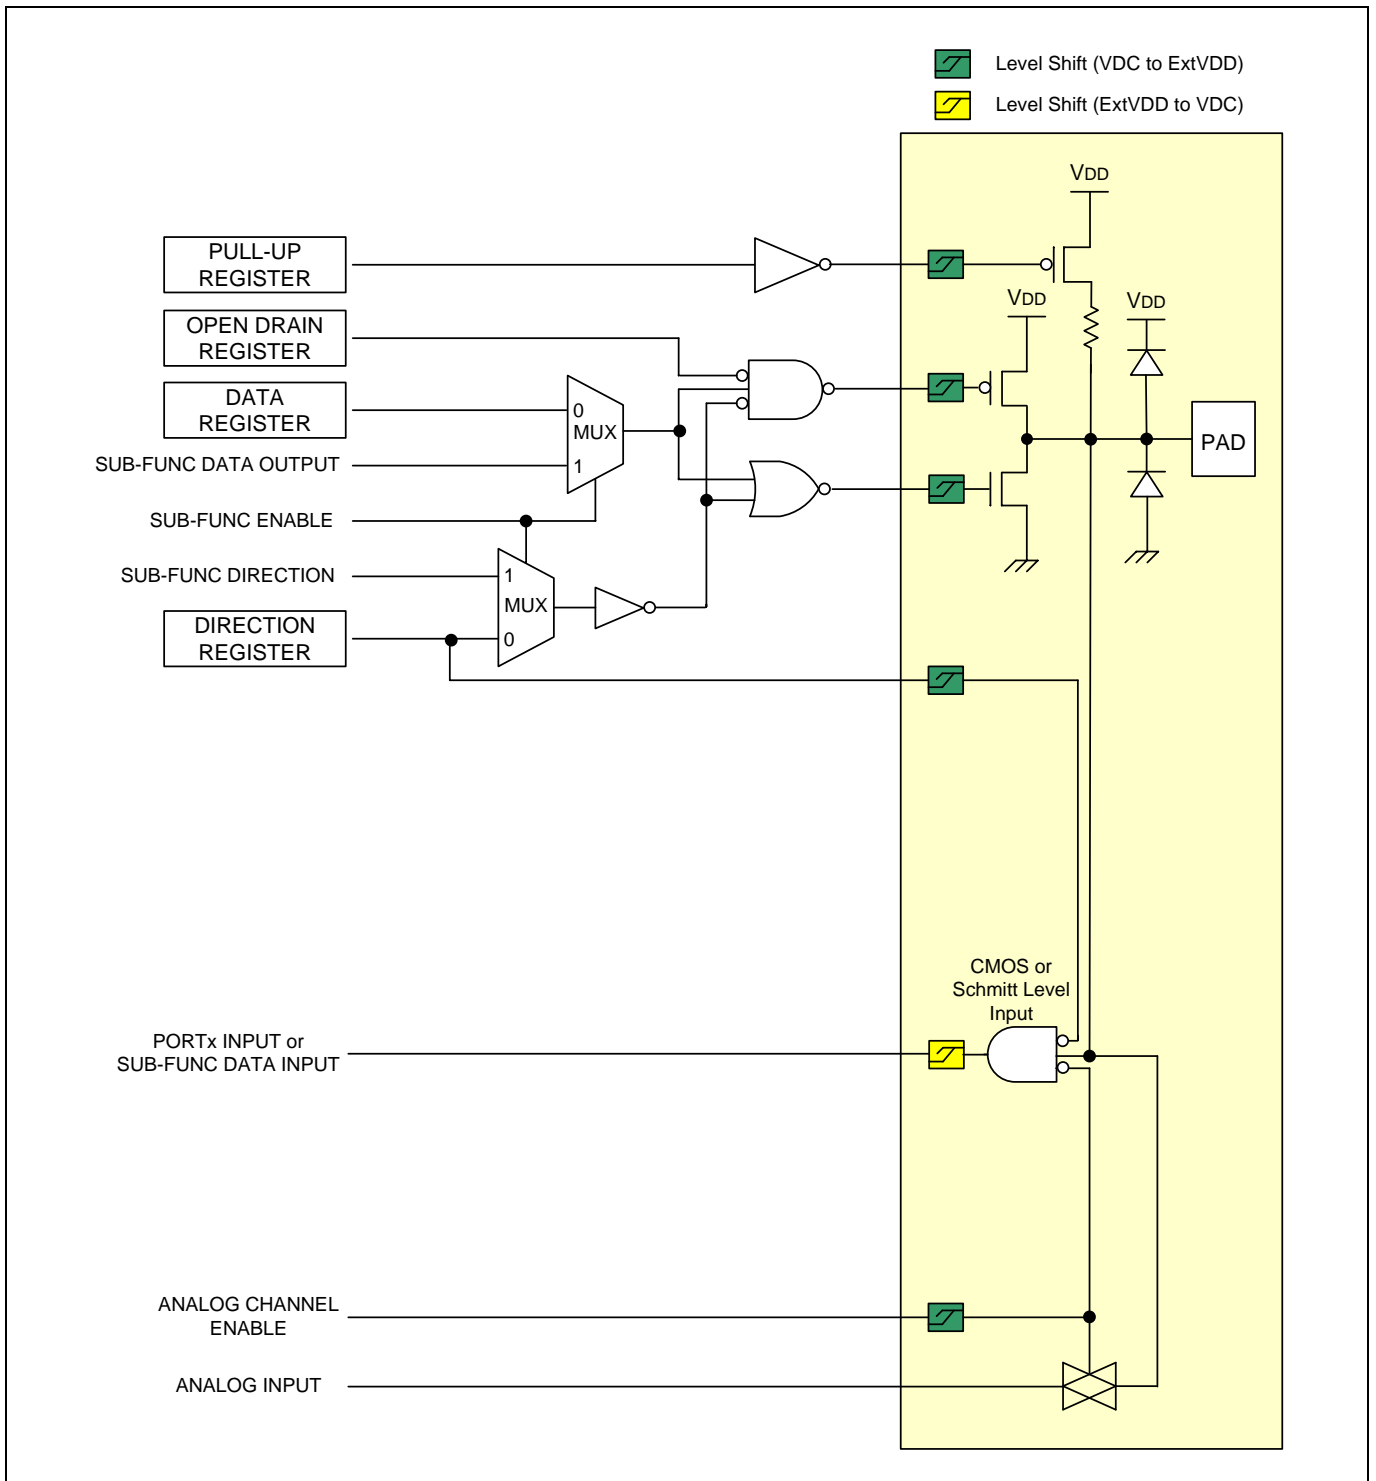 Level Shift (VDC to ExtVDD)
Level Shift (ExtVDD to VDC)
VDD
PULL-UP
REGISTER
VDD
VDD
OPEN DRAIN
REGISTER
DATA
REGISTER
0
MUX
1
PAD
SUB-FUNC DATA OUTPUT
SUB-FUNC ENABLE
SUB-FUNC DIRECTION
1
MUX
0
DIRECTION
REGISTER
CMOS or
Schmitt Level
Input
PORTx INPUT or
SUB-FUNC DATA INPUT
ANALOG CHANNEL
ENABLE
ANALOG INPUT